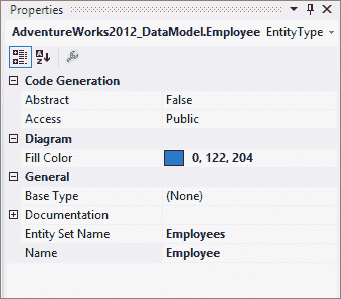 Properties
AdventureWorks2012_DataModel.Employee EntityType
Code Generation
Abstract False
Access Public
Diagram
Fill Color 0, 122, 204
General
Base Type (None)
Documentation
Entity Set Name Employees
Name Employee